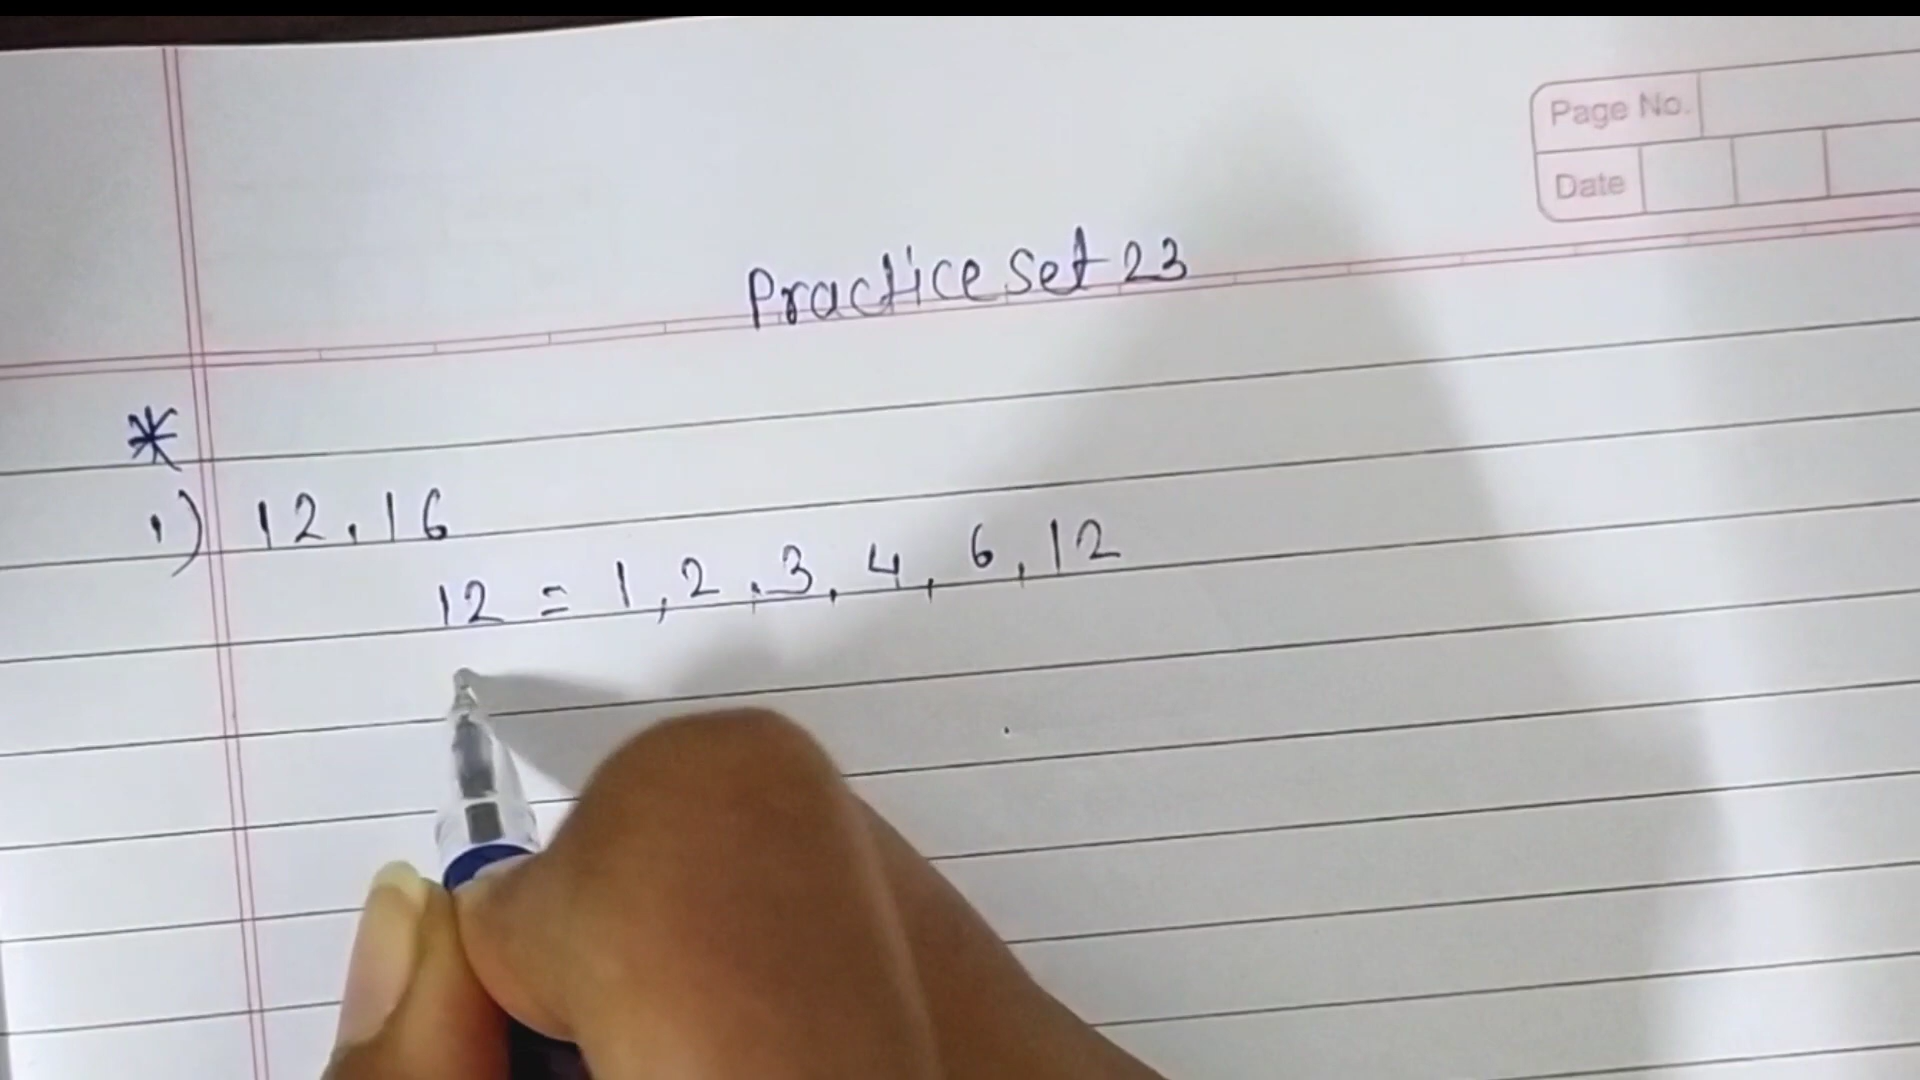 Page No.
Date
Practice set 23
*
1) 12, 16
12 = 1, 2, 3, 4, 6, 12